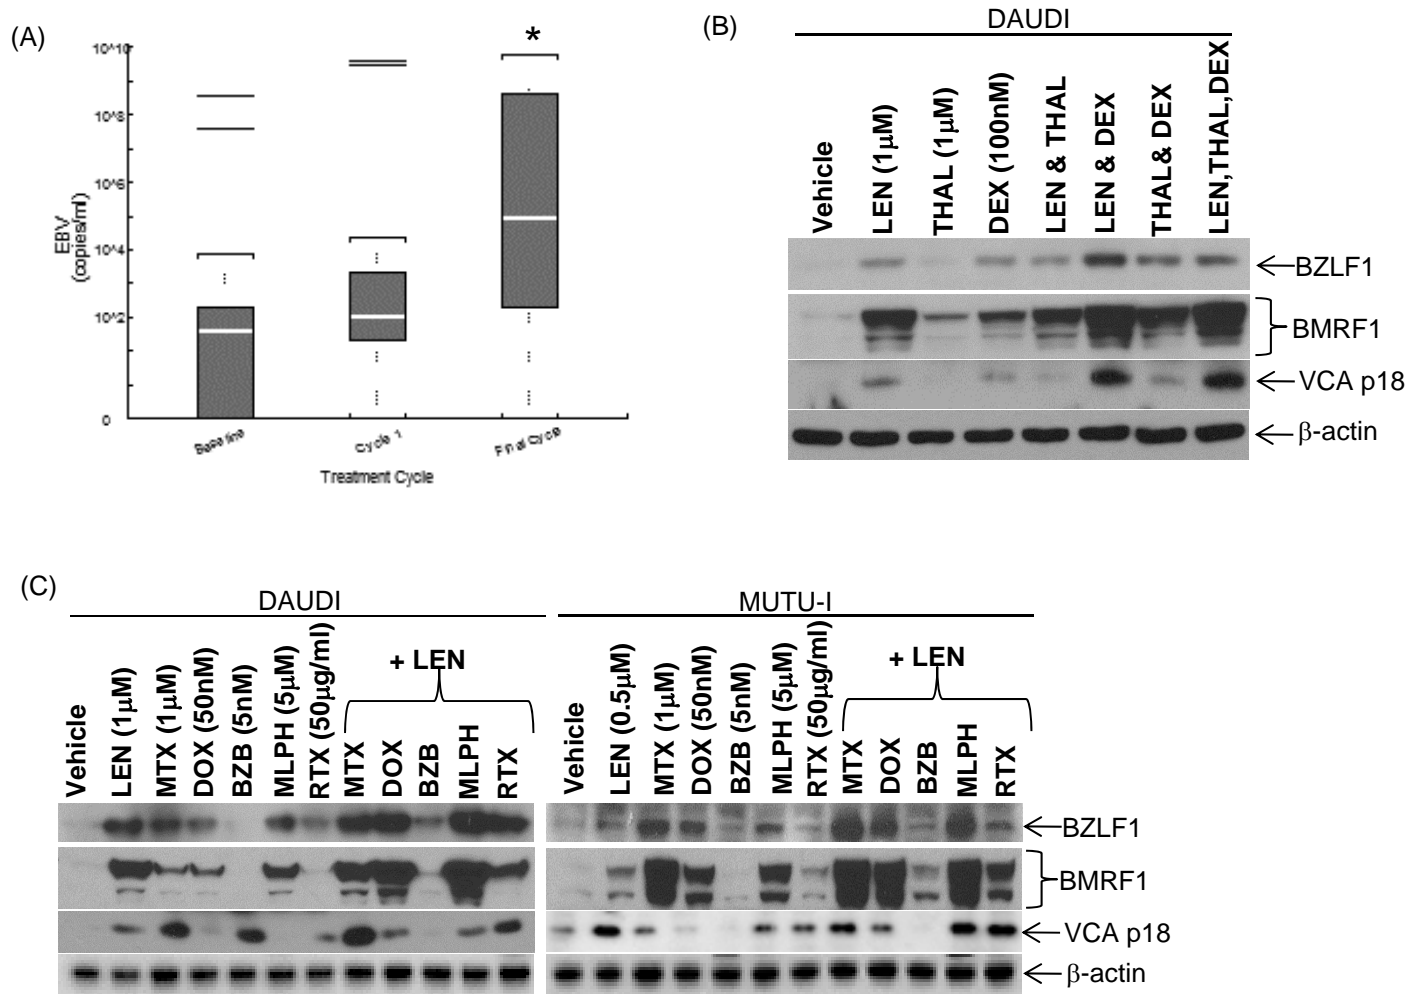 (A)
10^10
10^8
10^6
10^4
10^2
0
EBV
(copies/ml)
*
Baseline
Cycle 1
Final Cycle
Treatment Cycle
(B)
DAUDI
Vehicle
LEN (1μM)
THAL (1μM)
DEX (100nM)
LEN & THAL
LEN & DEX
THAL& DEX
LEN,THAL,DEX
BZLF1
BMRF1
VCA p18
β-actin
(C)
DAUDI
Vehicle
LEN (1μM)
MTX (1μM)
DOX (50nM)
BZB (5nM)
MLPH (5μM)
RTX (50μg/ml)
+ LEN
MTX
DOX
BZB
MLPH
RTX
MUTU-I
Vehicle
LEN (0.5μM)
MTX (1μM)
DOX (50nM)
BZB (5nM)
MLPH (5μM)
RTX (50μg/ml)
+ LEN
MTX
DOX
BZB
MLPH
RTX
BZLF1
BMRF1
VCA p18
β-actin